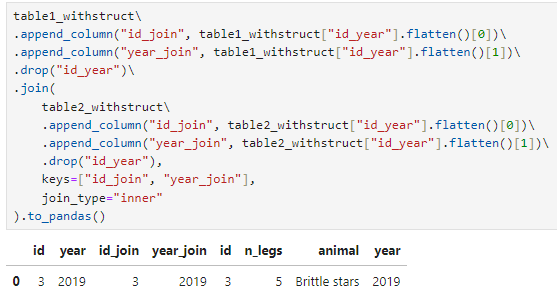 table1_withstruct\
.append_column("id_join", table1_withstruct["id_year"].flatten()[0])\
.append_column("year_join", table1_withstruct["id_year"].flatten()[1])\
.drop("id_year")\
.join(
    table2_withstruct\
    .append_column("id_join", table2_withstruct["id_year"].flatten()[0])\
    .append_column("year_join", table2_withstruct["id_year"].flatten()[1])\
    .drop("id_year"),
    keys=["id_join", "year_join"],
    join_type="inner"
).to_pandas()
id year id_join year_join id n_legs animal year
0 3 2019 3 2019 3 5 Brittle stars 2019